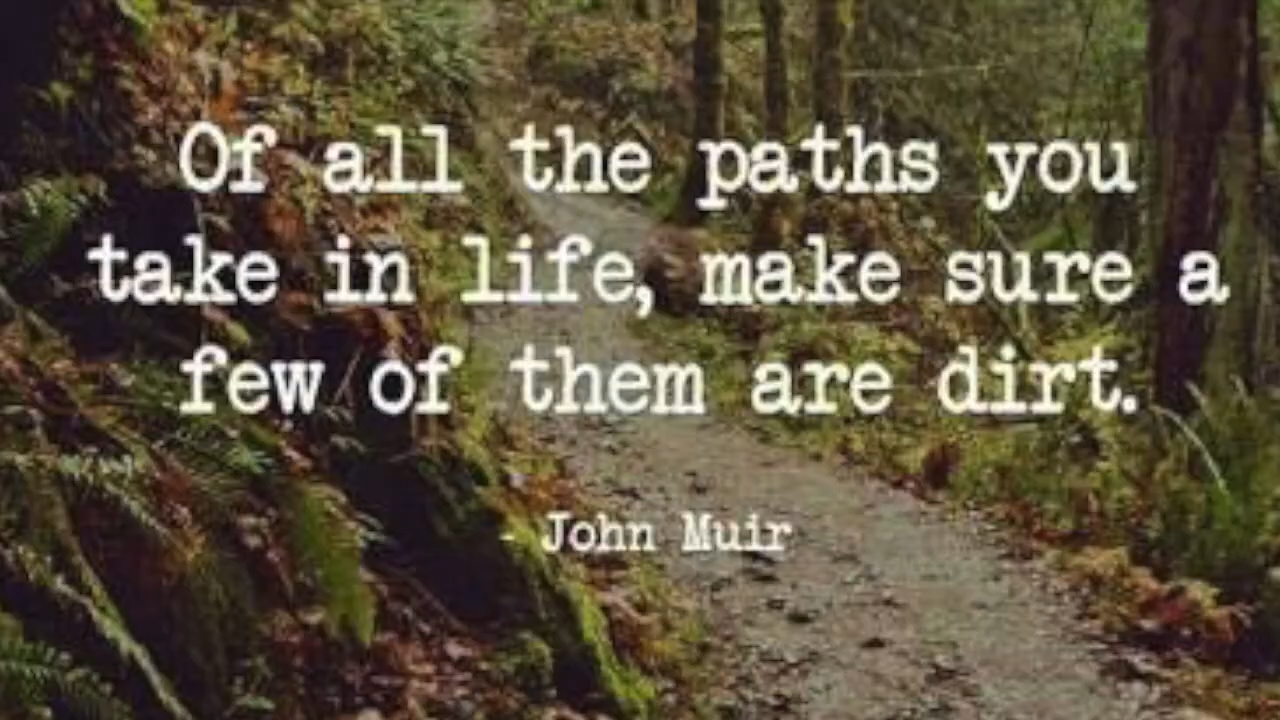 Of all the paths you
take in life, make sure a
few of them are dirt.
- John Muir